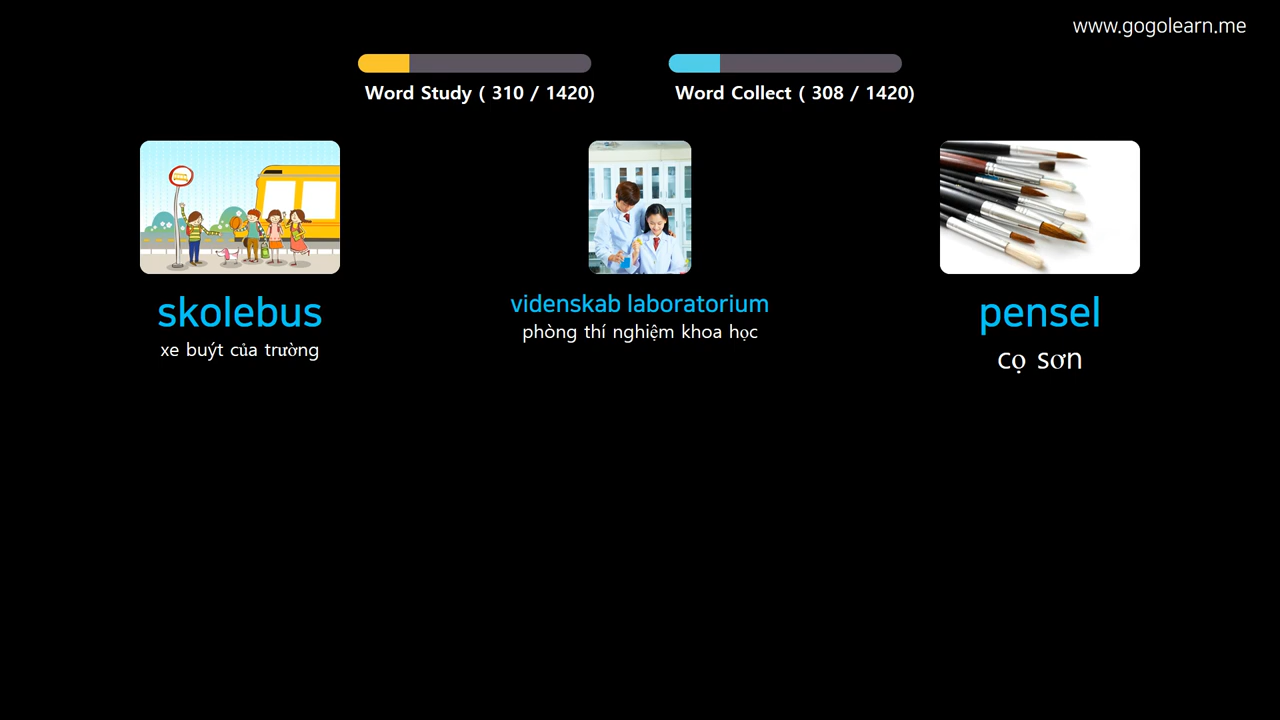 www.gogolearn.me
Word Study ( 310 / 1420)
Word Collect ( 308 / 1420)
skolebus
xe buýt của trường
videnskab laboratorium
phòng thí nghiệm khoa học
pensel
cọ sơn